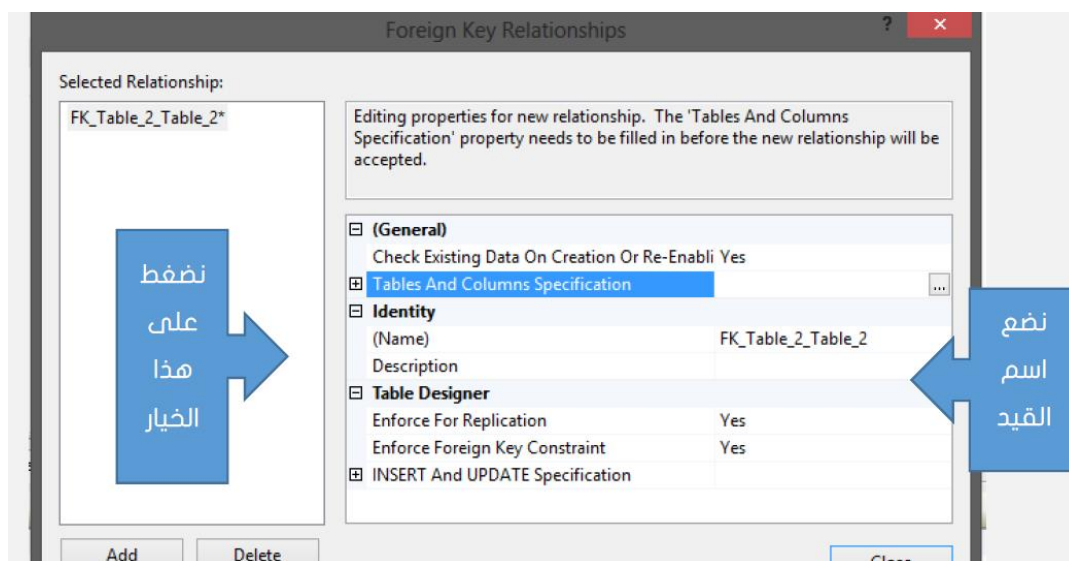 Foreign Key Relationships
?
Selected Relationship:
FK_Table_2_Table_2*
Editing properties for new relationship. The 'Tables And Columns
Specification' property needs to be filled in before the new relationship will be
accepted.
(General)
Check Existing Data On Creation Or Re-Enabli Yes
Tables And Columns Specification ...
Identity
(Name) FK_Table_2_Table_2
Description
Table Designer
Enforce For Replication Yes
Enforce Foreign Key Constraint Yes
INSERT And UPDATE Specification
نضغط
على
هذا
الخيار
نضع
اسم
القيد
Add Delete
Close